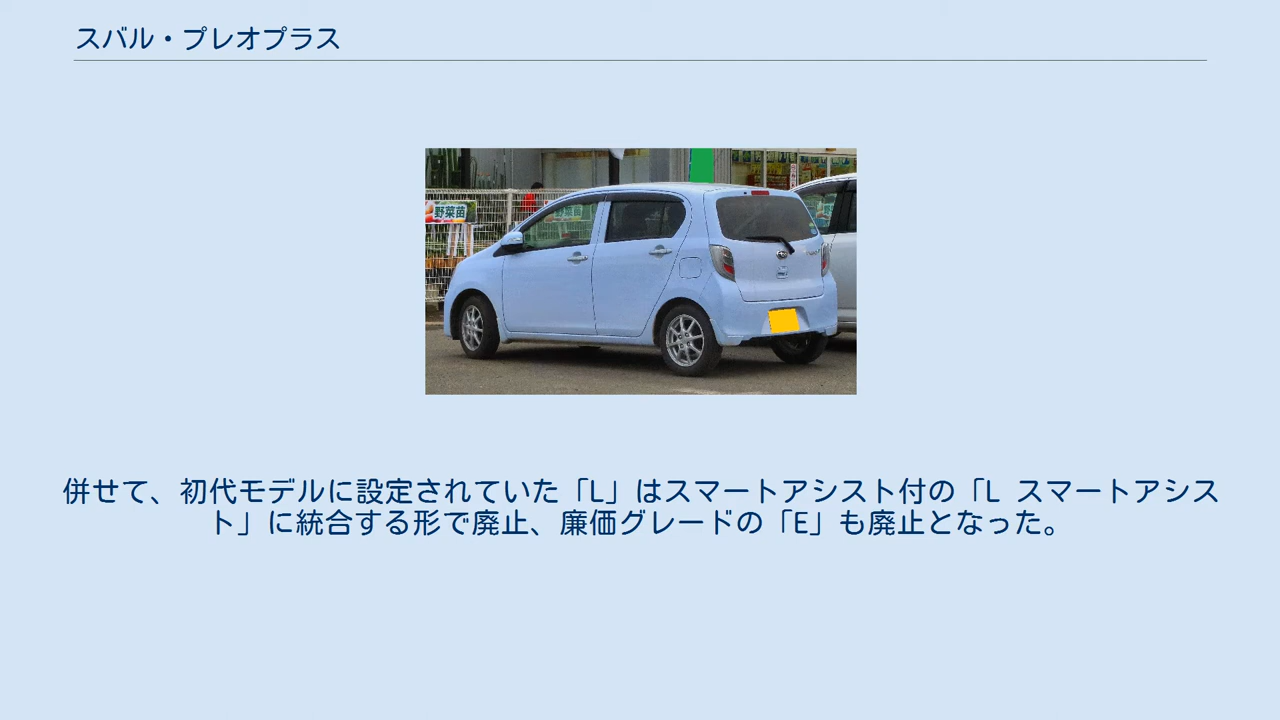 スバル・プレオプラス
野菜苗
併せて、初代モデルに設定されていた「L」はスマートアシスト付の「L スマートアシス
ト」に統合する形で廃止、廉価グレードの「E」も廃止となった。